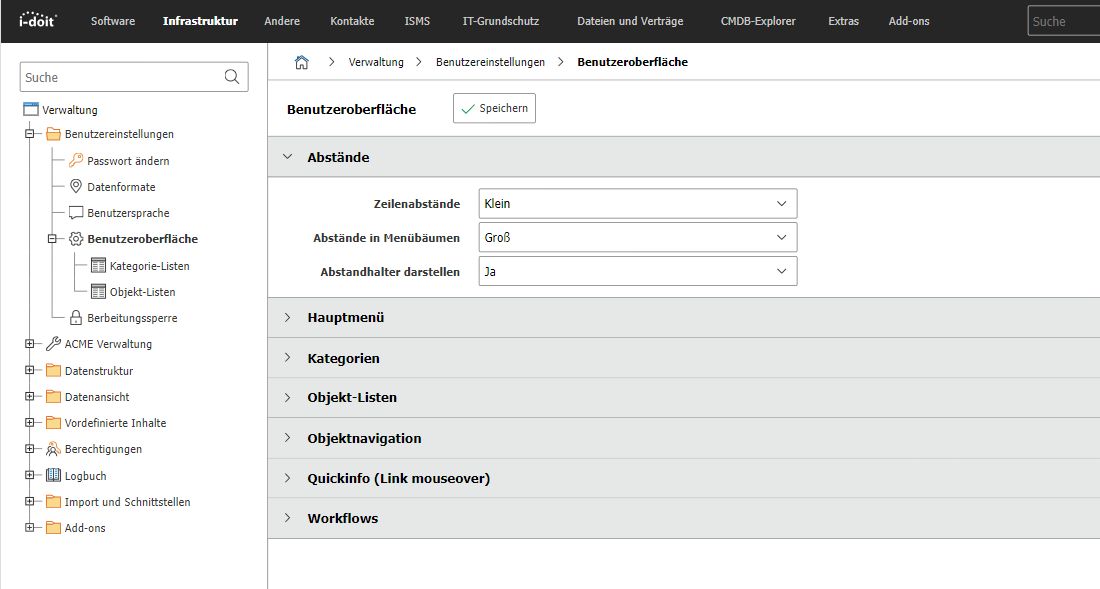 i-doit Software Infrastruktur Andere Kontakte ISMS IT-Grundschutz Dateien und Verträge CMDB-Explorer Extras Add-ons Suche
Suche
Verwaltung
Benutzereinstellungen
Passwort ändern
Datenformate
Benutzersprache
Benutzeroberfläche
Kategorie-Listen
Objekt-Listen
Berbeitungssperre
ACME Verwaltung
Datenstruktur
Datenansicht
Vordefinierte Inhalte
Berechtigungen
Logbuch
Import und Schnittstellen
Add-ons
Verwaltung > Benutzereinstellungen > Benutzeroberfläche
Benutzeroberfläche Speichern
Abstände
Zeilenabstände Klein
Abstände in Menübäumen Groß
Abstandhalter darstellen Ja
Hauptmenü
Kategorien
Objekt-Listen
Objektnavigation
Quickinfo (Link mouseover)
Workflows